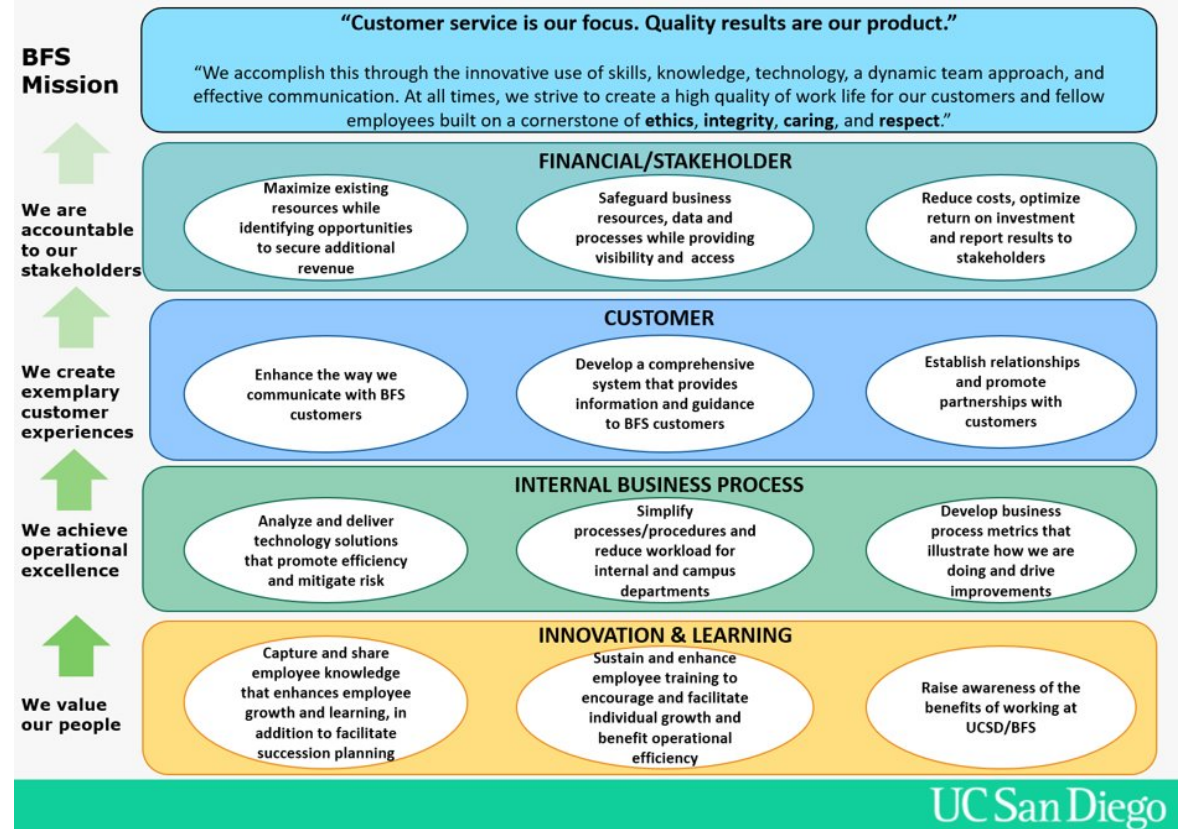 BFS
Mission
“Customer service is our focus. Quality results are our product.”
“We accomplish this through the innovative use of skills, knowledge, technology, a dynamic team approach, and
effective communication. At all times, we strive to create a high quality of work life for our customers and fellow
employees built on a cornerstone of ethics, integrity, caring, and respect.”
We are
accountable
to our
stakeholders
FINANCIAL/STAKEHOLDER
Maximize existing
resources while
identifying opportunities
to secure additional
revenue
Safeguard business
resources, data and
processes while providing
visibility and access
Reduce costs, optimize
return on investment
and report results to
stakeholders
We create
exemplary
customer
experiences
CUSTOMER
Enhance the way we
communicate with BFS
customers
Develop a comprehensive
system that provides
information and guidance
to BFS customers
Establish relationships
and promote
partnerships with
customers
We achieve
operational
excellence
INTERNAL BUSINESS PROCESS
Analyze and deliver
technology solutions
that promote efficiency
and mitigate risk
Simplify
processes/procedures and
reduce workload for
internal and campus
departments
Develop business
process metrics that
illustrate how we are
doing and drive
improvements
We value
our people
INNOVATION & LEARNING
Capture and share
employee knowledge
that enhances employee
growth and learning, in
addition to facilitate
succession planning
Sustain and enhance
employee training to
encourage and facilitate
individual growth and
benefit operational
efficiency
Raise awareness of the
benefits of working at
UCSD/BFS
UC San Diego